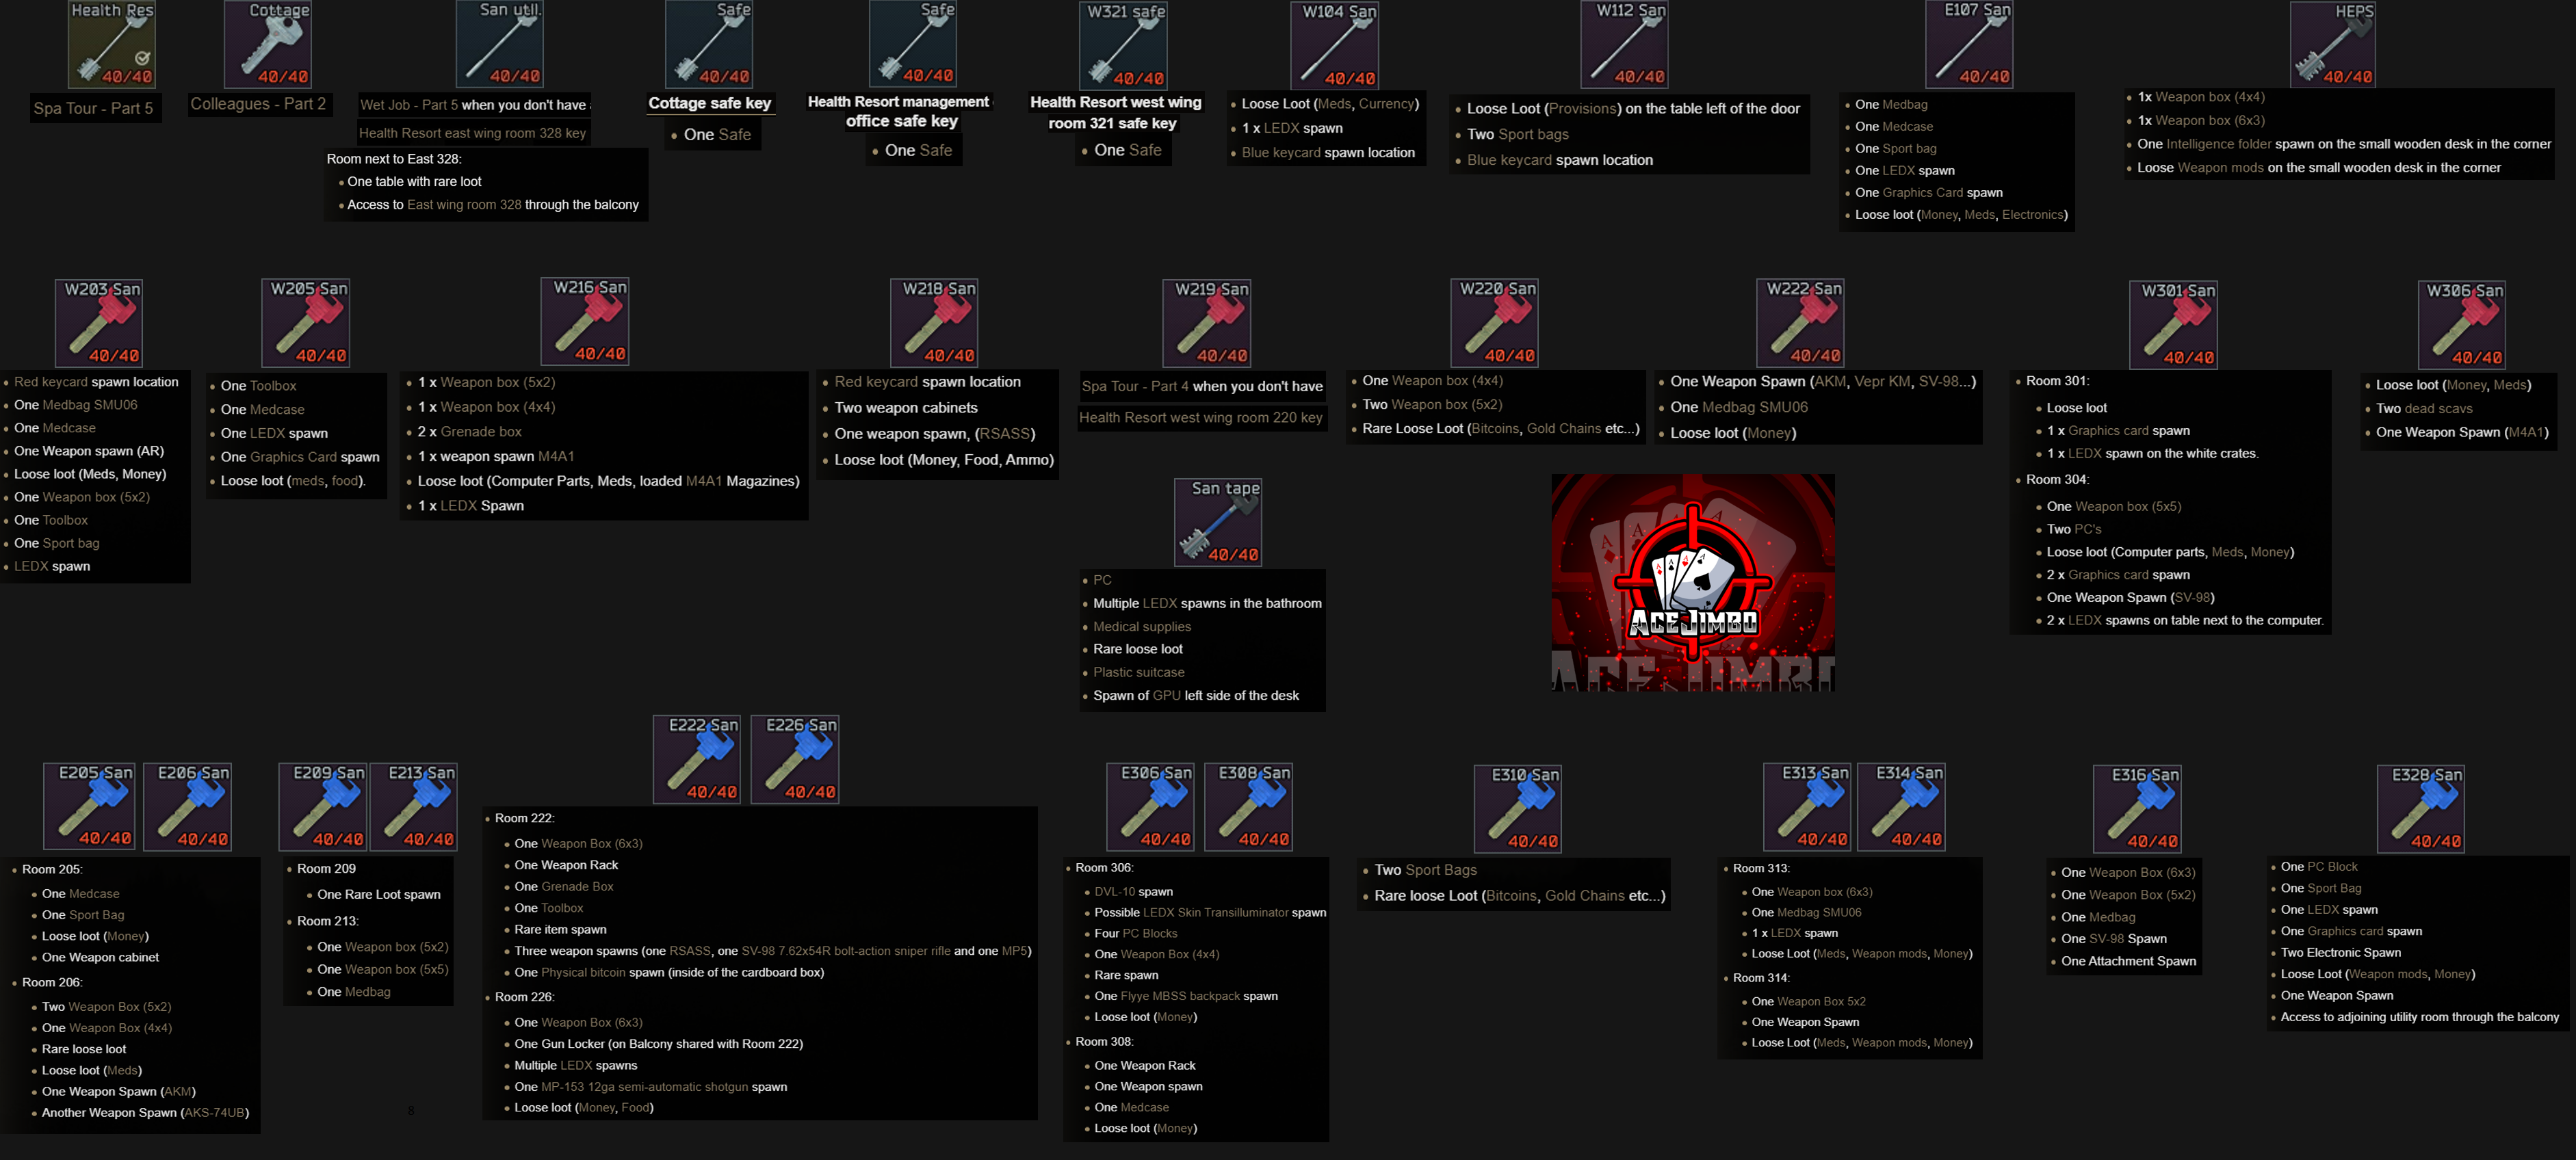 Health Res
40/40
Spa Tour - Part 5
Cottage
40/40
Colleagues - Part 2
San util.
40/40
Wet Job - Part 5 when you don't have
Health Resort east wing room 328 key
Room next to East 328:
One table with rare loot
Access to East wing room 328 through the balcony
Safe
40/40
Cottage safe key
One Safe
Safe
40/40
Health Resort management
office safe key
One Safe
W321 safe
40/40
Health Resort west wing
room 321 safe key
One Safe
W104 San
40/40
Loose Loot (Meds, Currency)
1 x LEDX spawn
Blue keycard spawn location
W112 San
40/40
Loose Loot (Provisions) on the table left of the door
Two Sport bags
Blue keycard spawn location
E107 San
40/40
One Medbag
One Medcase
One Sport bag
One LEDX spawn
One Graphics Card spawn
Loose loot (Money, Meds, Electronics)
HEPS
40/40
1x Weapon box (4x4)
1x Weapon box (6x3)
One Intelligence folder spawn on the small wooden desk in the corner
Loose Weapon mods on the small wooden desk in the corner
W203 San
40/40
Red keycard spawn location
One Medbag SMU06
One Medcase
One Weapon spawn (AR)
Loose loot (Meds, Money)
One Weapon box (5x2)
One Toolbox
One Sport bag
LEDX spawn
W205 San
40/40
One Toolbox
One Medcase
One LEDX spawn
One Graphics Card spawn
Loose loot (meds, food).
W216 San
40/40
1 x Weapon box (5x2)
1 x Weapon box (4x4)
2 x Grenade box
1 x weapon spawn M4A1
Loose loot (Computer Parts, Meds, loaded M4A1 Magazines)
1 x LEDX Spawn
W218 San
40/40
Red keycard spawn location
Two weapon cabinets
One weapon spawn, (RSASS)
Loose loot (Money, Food, Ammo)
W219 San
40/40
Spa Tour - Part 4 when you don't have
Health Resort west wing room 220 key
San tape
40/40
PC
Multiple LEDX spawns in the bathroom
Medical supplies
Rare loose loot
Plastic suitcase
Spawn of GPU left side of the desk
W220 San
40/40
One Weapon box (4x4)
Two Weapon box (5x2)
Rare Loose Loot (Bitcoins, Gold Chains etc...)
W222 San
40/40
One Weapon Spawn (AKM, Vepr KM, SV-98...)
One Medbag SMU06
Loose loot (Money)
ACEJIMBO
ACEJIMBO
W301 San
40/40
Room 301:
Loose loot
1 x Graphics card spawn
1 x LEDX spawn on the white crates.
Room 304:
One Weapon box (5x5)
Two PC's
Loose loot (Computer parts, Meds, Money)
2 x Graphics card spawn
One Weapon Spawn (SV-98)
2 x LEDX spawns on table next to the computer.
W306 San
40/40
Loose loot (Money, Meds)
Two dead scavs
One Weapon Spawn (M4A1)
E205 San
40/40
E206 San
40/40
Room 205:
One Medcase
One Sport Bag
Loose loot (Money)
One Weapon cabinet
Room 206:
Two Weapon Box (5x2)
One Weapon Box (4x4)
Rare loose loot
Loose loot (Meds)
One Weapon Spawn (AKM)
Another Weapon Spawn (AKS-74UB)
E209 San
40/40
E213 San
40/40
Room 209
One Rare Loot spawn
Room 213:
One Weapon box (5x2)
One Weapon box (5x5)
One Medbag
8
E222 San
40/40
E226 San
40/40
Room 222:
One Weapon Box (6x3)
One Weapon Rack
One Grenade Box
One Toolbox
Rare item spawn
Three weapon spawns (one RSASS, one SV-98 7.62x54R bolt-action sniper rifle and one MP5)
One Physical bitcoin spawn (inside of the cardboard box)
Room 226:
One Weapon Box (6x3)
One Gun Locker (on Balcony shared with Room 222)
Multiple LEDX spawns
One MP-153 12ga semi-automatic shotgun spawn
Loose loot (Money, Food)
E306 San
40/40
E308 San
40/40
Room 306:
DVL-10 spawn
Possible LEDX Skin Transilluminator spawn
Four PC Blocks
One Weapon Box (4x4)
Rare spawn
One Flyye MBSS backpack spawn
Loose loot (Money)
Room 308:
One Weapon Rack
One Weapon spawn
One Medcase
Loose loot (Money)
E310 San
40/40
Two Sport Bags
Rare loose Loot (Bitcoins, Gold Chains etc...)
E313 San
40/40
E314 San
40/40
Room 313:
One Weapon box (6x3)
One Medbag SMU06
1 x LEDX spawn
Loose Loot (Meds, Weapon mods, Money)
Room 314:
One Weapon Box 5x2
One Weapon Spawn
Loose Loot (Meds, Weapon mods, Money)
E316 San
40/40
One Weapon Box (6x3)
One Weapon Box (5x2)
One Medbag
One SV-98 Spawn
One Attachment Spawn
E328 San
40/40
One PC Block
One Sport Bag
One LEDX spawn
One Graphics card spawn
Two Electronic Spawn
Loose Loot (Weapon mods, Money)
One Weapon Spawn
Access to adjoining utility room through the balcony